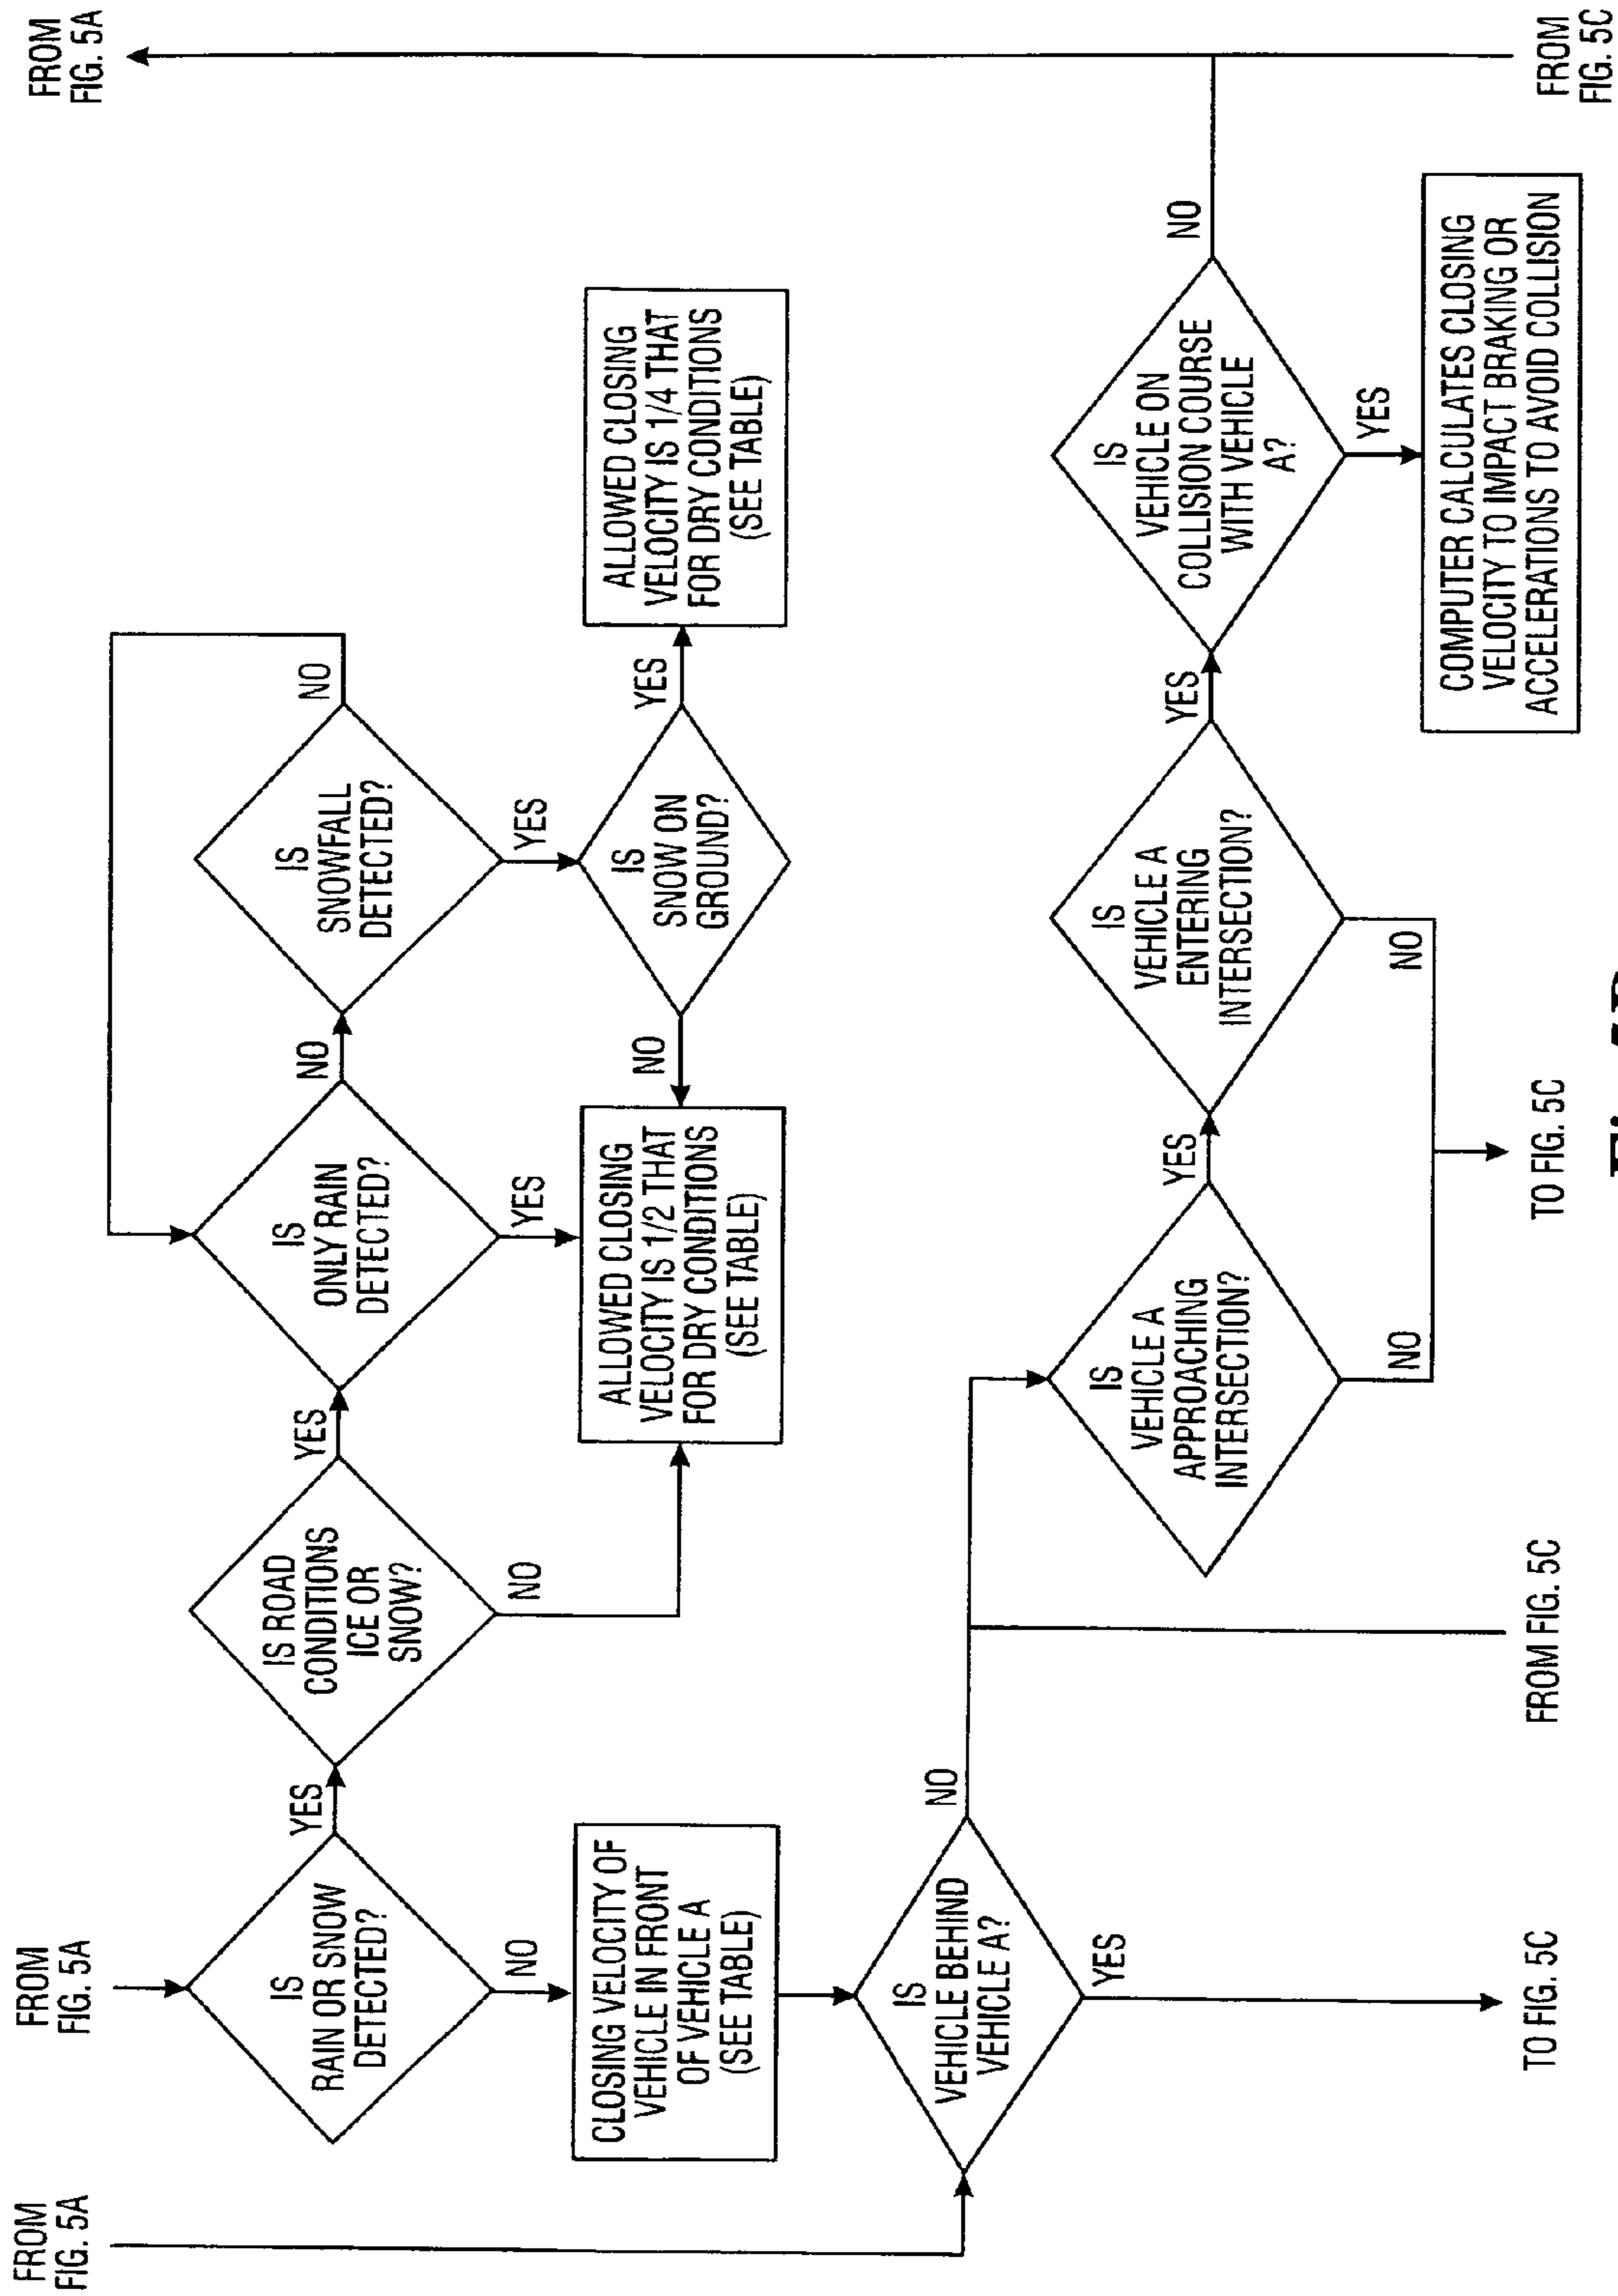 FROM
FIG. 5A
FROM
FIG. 5A
FROM
FIG. 5A
IS
RAIN OR SNOW
DETECTED?
YES
NO
IS ROAD
CONDITIONS
ICE OR
SNOW?
YES
NO
IS
ONLY RAIN
DETECTED?
NO
YES
IS
SNOWFALL
DETECTED?
NO
YES
CLOSING VELOCITY OF
VEHICLE IN FRONT
OF VEHICLE A
(SEE TABLE)
ALLOWED CLOSING
VELOCITY IS 1/2 THAT
FOR DRY CONDITIONS
(SEE TABLE)
NO
IS
SNOW ON
GROUND?
YES
ALLOWED CLOSING
VELOCITY IS 1/4 THAT
FOR DRY CONDITIONS
(SEE TABLE)
IS
VEHICLE BEHIND
VEHICLE A?
NO
YES
IS
VEHICLE A
APPROACHING
INTERSECTION?
YES
NO
IS
VEHICLE A
ENTERING
INTERSECTION?
YES
NO
IS
VEHICLE ON
COLLISION COURSE
WITH VEHICLE
A?
NO
YES
COMPUTER CALCULATES CLOSING
VELOCITY TO IMPACT BRAKING OR
ACCELERATIONS TO AVOID COLLISION
TO FIG. 5C
FROM FIG. 5C
TO FIG. 5C
FROM
FIG. 5C